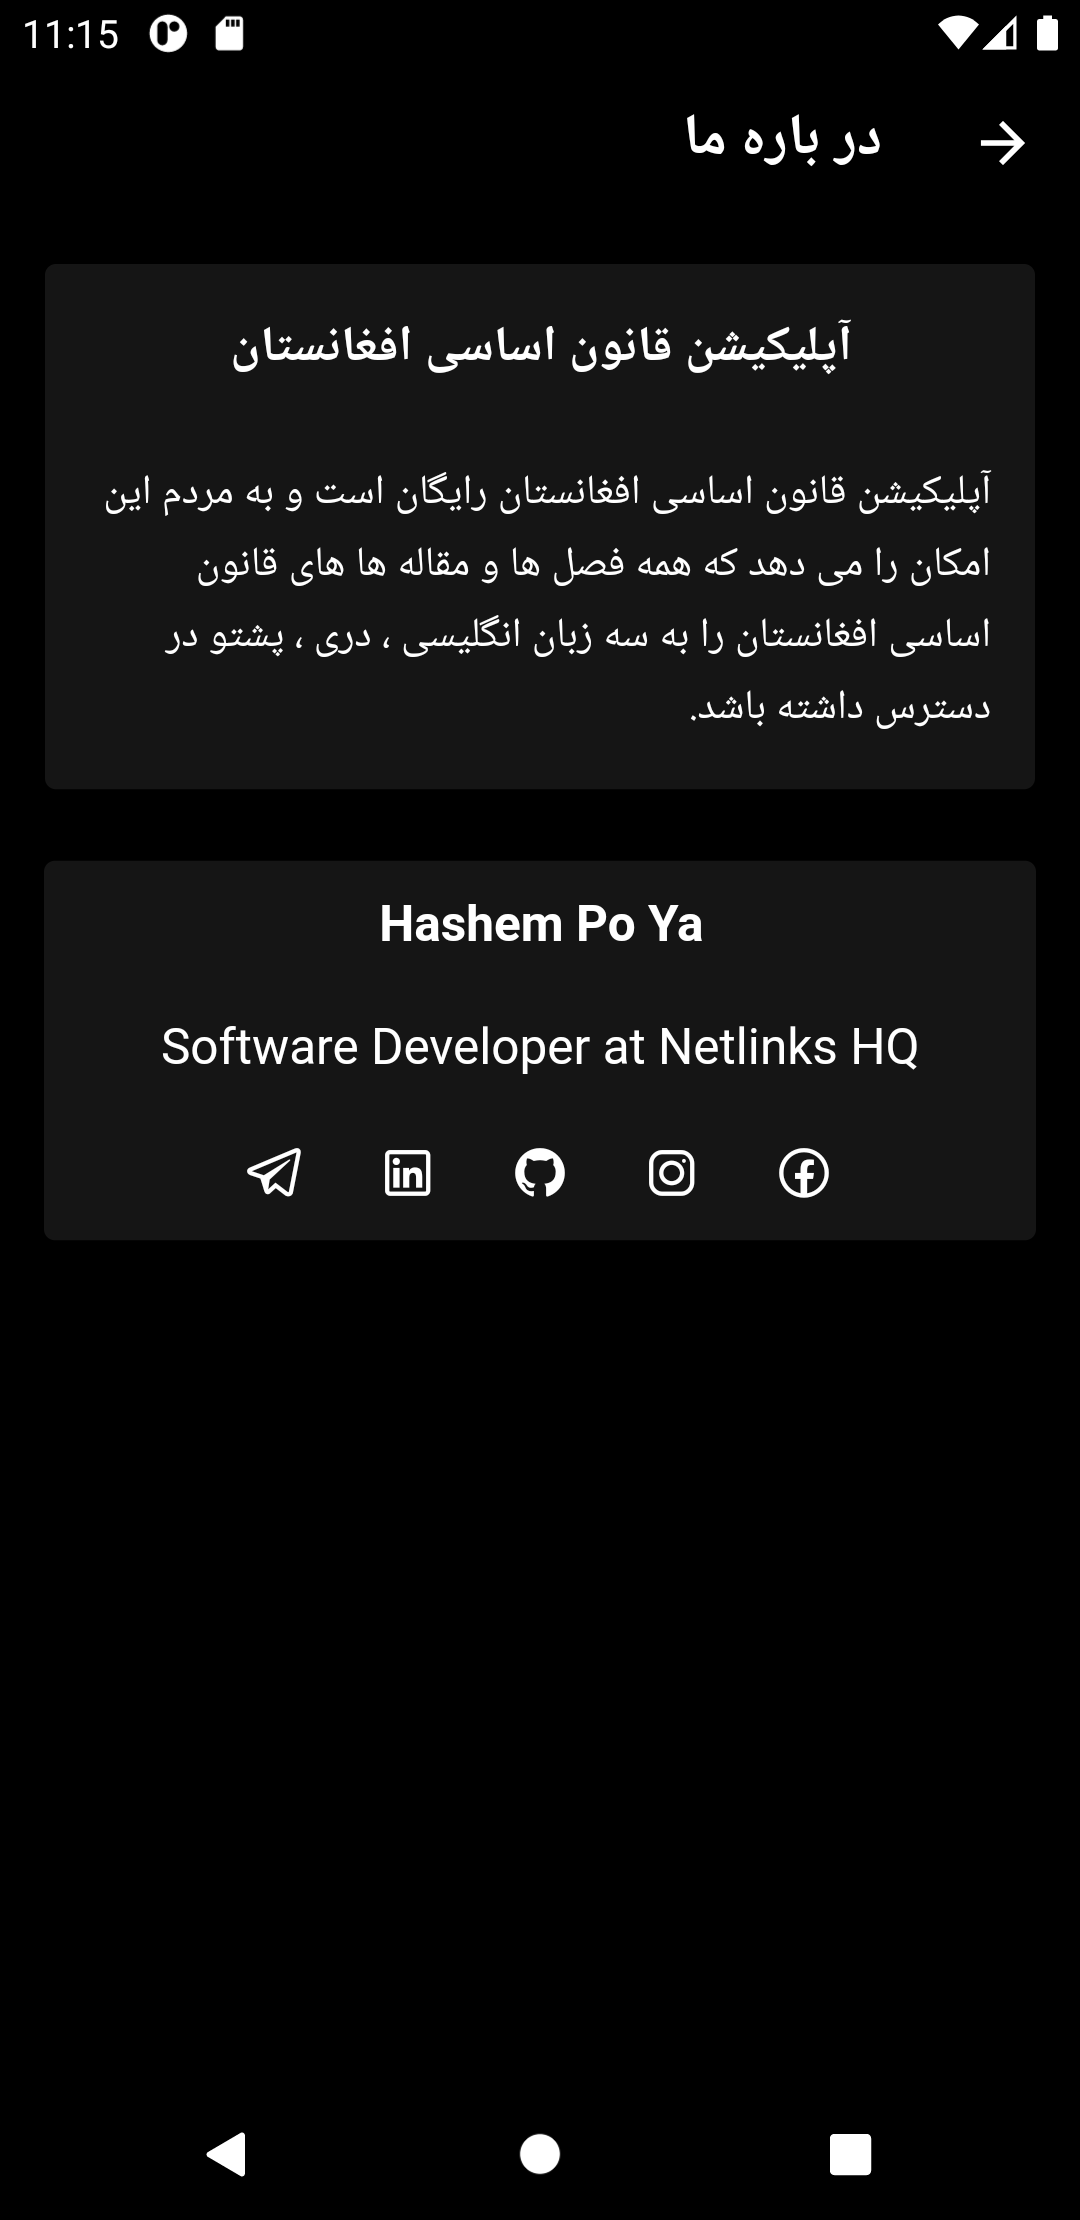 11:15
در باره ما
آپلیکیشن قانون اساسی افغانستان
آپلیکیشن قانون اساسی افغانستان رایگان است و به مردم این
امکان را می دهد که همه فصل ها و مقاله ها های قانون
اساسی افغانستان را به سه زبان انگلیسی ، دری ، پشتو در
دسترس داشته باشد.
Hashem Po Ya
Software Developer at Netlinks HQ